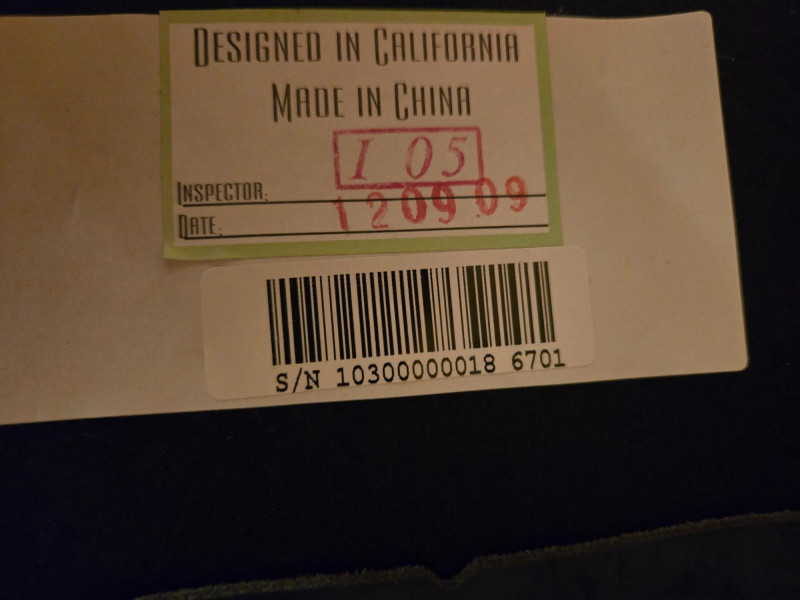 DESIGNED IN CALIFORNIA
MADE IN CHINA
I 05
INSPECTOR:
DATE: 120909
S/N 10300000018 6701